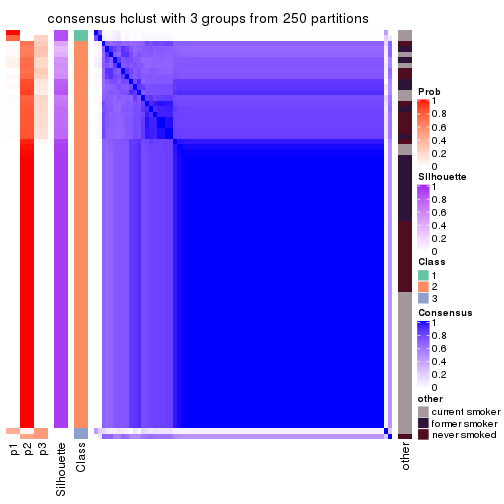 consensus hclust with 3 groups from 250 partitions
Prob
1
0.8
0.6
0.4
0.2
0
Silhouette
1
0.8
0.6
0.4
0.2
0
Class
1
2
3
Consensus
1
0.8
0.6
0.4
0.2
0
other
current smoker
former smoker
never smoked
p1
p2
p3
Silhouette
Class
other